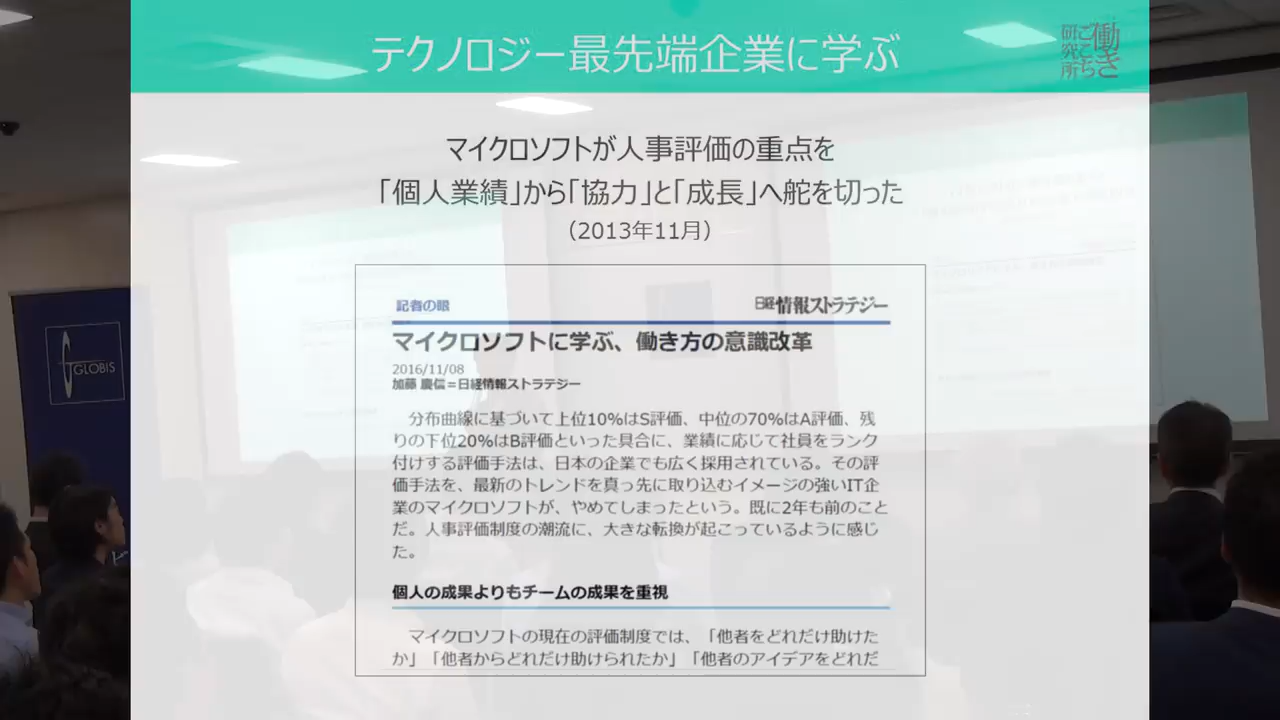 テクノロジー最先端企業に学ぶ
働き
ごこち
研究所
マイクロソフトが人事評価の重点を
「個人業績」から「協力」と「成長」へ舵を切った
（2013年11月）
記者の眼
日経情報ストラテジー
マイクロソフトに学ぶ、働き方の意識改革
2016/11/08
加藤 慶信＝日経情報ストラテジー
分布曲線に基づいて上位10%はS評価、中位の70%はA評価、残
りの下位20%はB評価といった具合に、業績に応じて社員をランク
付けする評価手法は、日本の企業でも広く採用されている。その評
価手法を、最新のトレンドを真っ先に取り込むイメージの強いIT企
業のマイクロソフトが、やめてしまったという。既に2年も前のこと
だ。人事評価制度の潮流に、大きな転換が起こっているように感じ
た。
個人の成果よりもチームの成果を重視
マイクロソフトの現在の評価制度では、「他者をどれだけ助けた
か」「他者からどれだけ助けられたか」「他者のアイデアをどれだ
GLOBIS